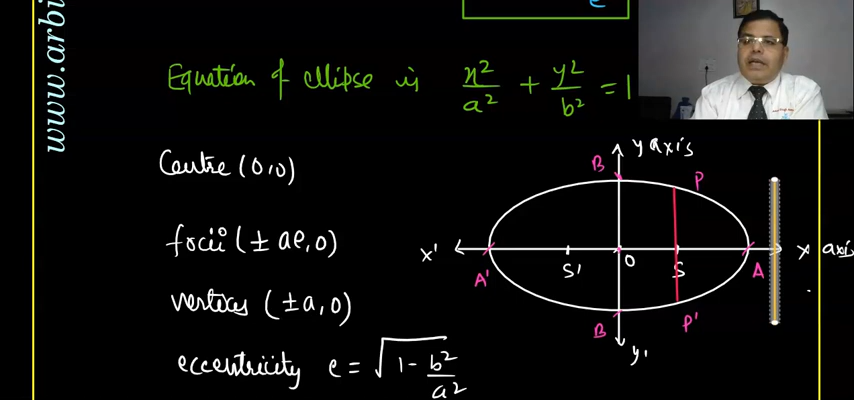 www.arbi
e
Equation of ellipse is x²/a² + y²/b² = 1
Centre (0,0)
focii (± ae, 0)
vertices (± a, 0)
eccentricity e = √(1 - b²/a²)
y axis
B
P
x'
S'
O
S
x axis
A'
A
B
P'
y'